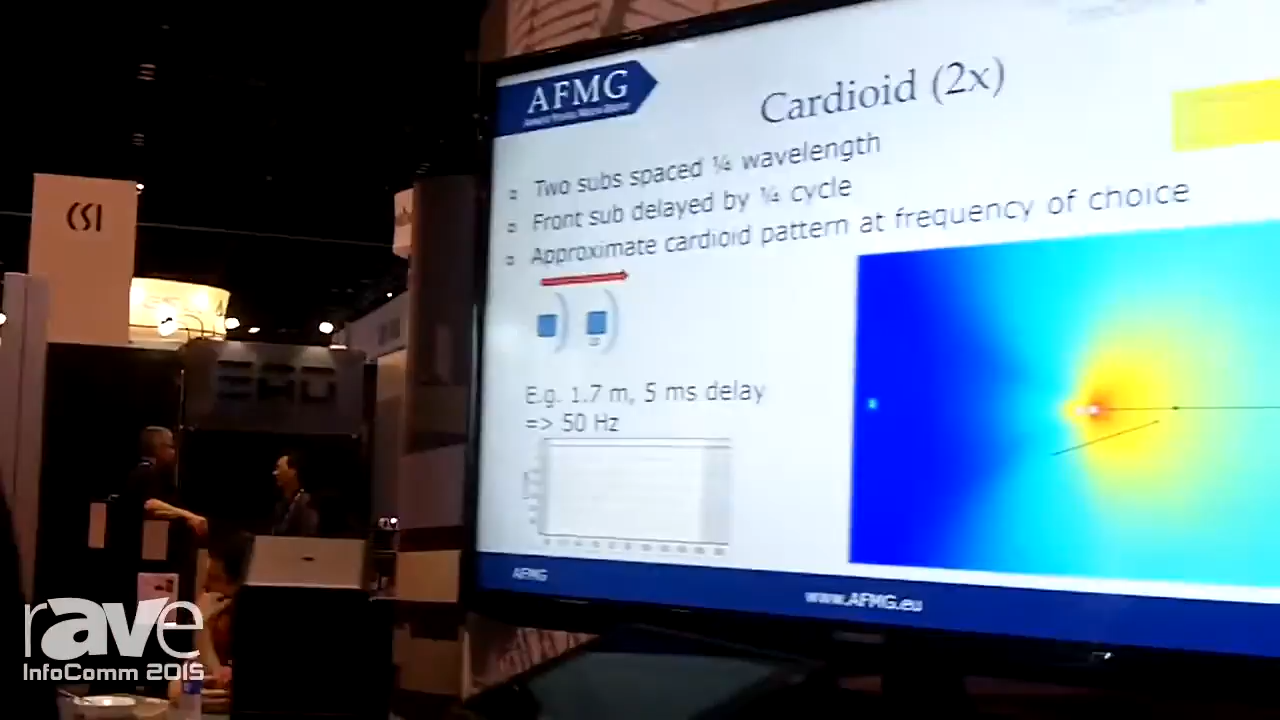 AFMG
Cardioid (2x)
Two subs spaced ¼ wavelength
Front sub delayed by ¼ cycle
Approximate cardioid pattern at frequency of choice
E.g. 1.7 m, 5 ms delay
=> 50 Hz
AFMG
www.AFMG.eu
CSI
rAVe
InfoComm 2015